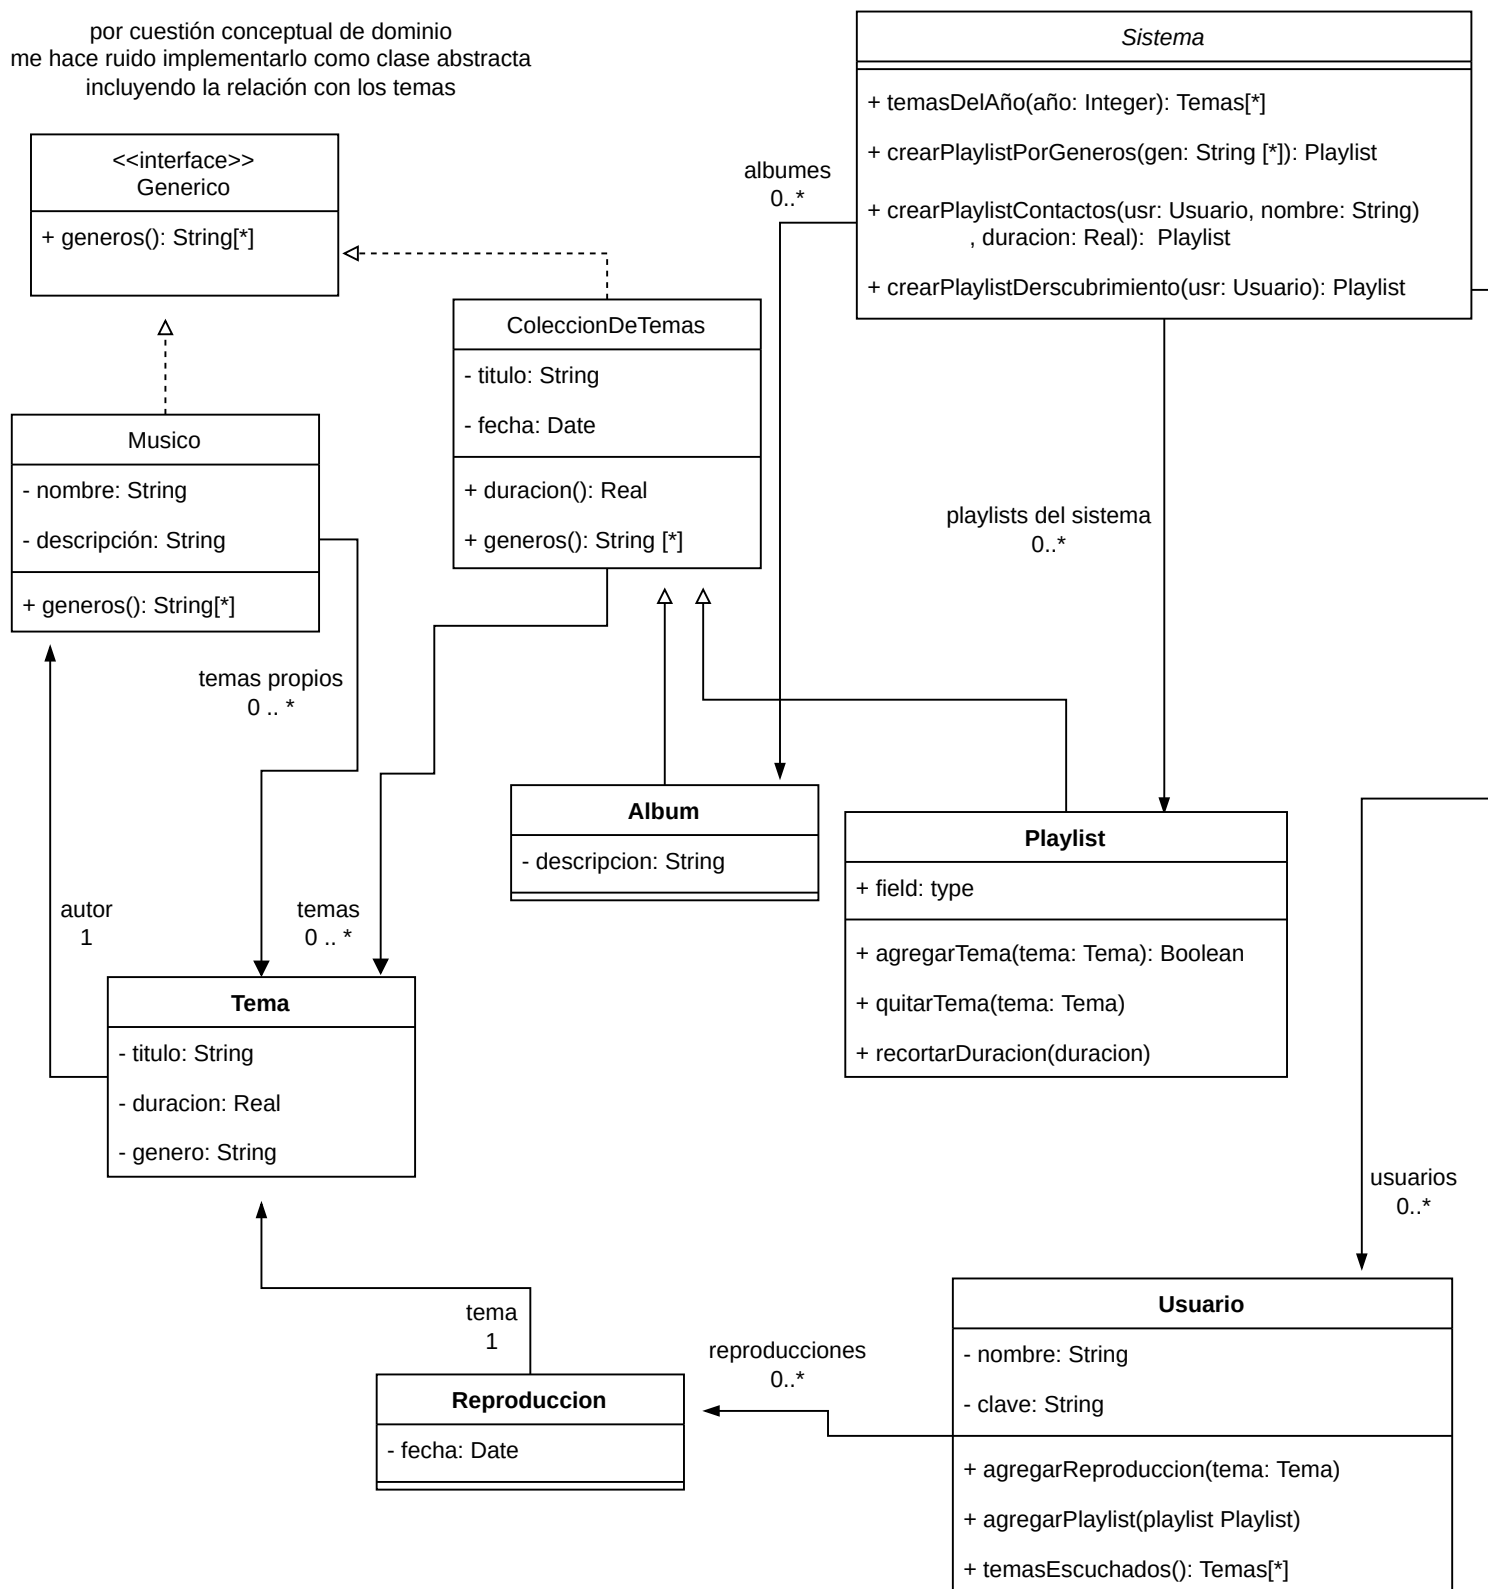 por cuestión conceptual de dominio
me hace ruido implementarlo como clase abstracta
incluyendo la relación con los temas
<<interface>>
Generico
+ generos(): String[*]
Sistema
+ temasDelAño(año: Integer): Temas[*]
+ crearPlaylistPorGeneros(gen: String [*]): Playlist
+ crearPlaylistContactos(usr: Usuario, nombre: String)
, duracion: Real):  Playlist
+ crearPlaylistDerscubrimiento(usr: Usuario): Playlist
albumes
0..*
ColeccionDeTemas
- titulo: String
- fecha: Date
+ duracion(): Real
+ generos(): String [*]
Musico
- nombre: String
- descripción: String
+ generos(): String[*]
playlists del sistema
0..*
temas propios
0 .. *
Album
- descripcion: String
Playlist
+ field: type
+ agregarTema(tema: Tema): Boolean
+ quitarTema(tema: Tema)
+ recortarDuracion(duracion)
autor
1
temas
0 .. *
Tema
- titulo: String
- duracion: Real
- genero: String
usuarios
0..*
tema
1
Reproduccion
- fecha: Date
reproducciones
0..*
Usuario
- nombre: String
- clave: String
+ agregarReproduccion(tema: Tema)
+ agregarPlaylist(playlist Playlist)
+ temasEscuchados(): Temas[*]